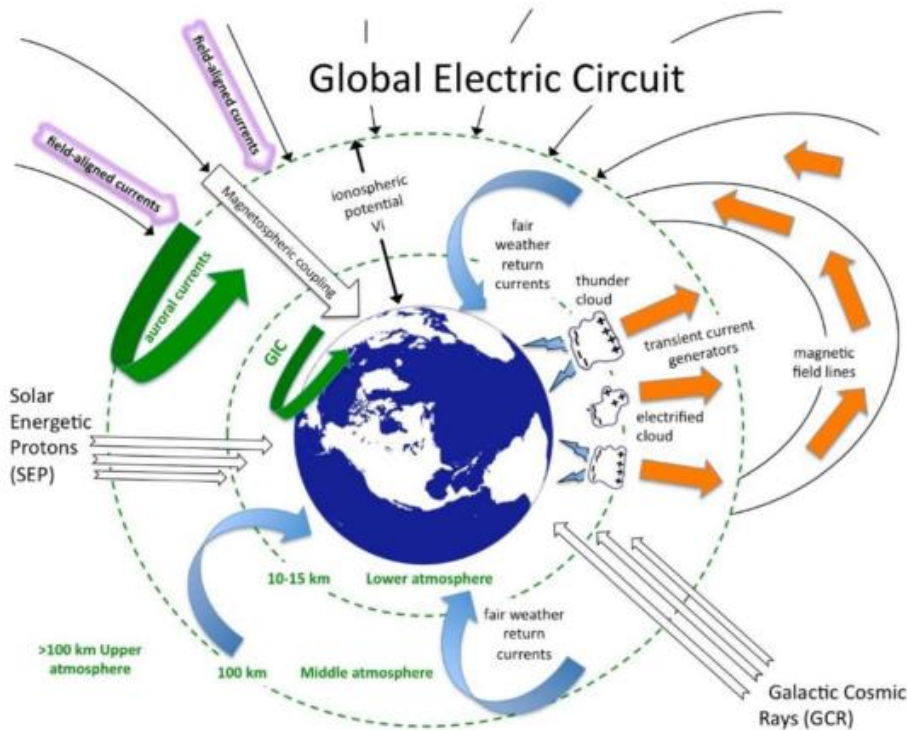 Global Electric Circuit
field-aligned currents
field-aligned currents
Magnetospheric coupling
ionospheric
potential
Vi
fair
weather
return
currents
thunder
cloud
transient current
generators
magnetic
field lines
auroral currents
GIC
electrified
cloud
Solar
Energetic
Protons
(SEP)
10-15 km
Lower atmosphere
fair weather
return
currents
>100 km Upper
atmosphere
100 km
Middle atmosphere
Galactic Cosmic
Rays (GCR)